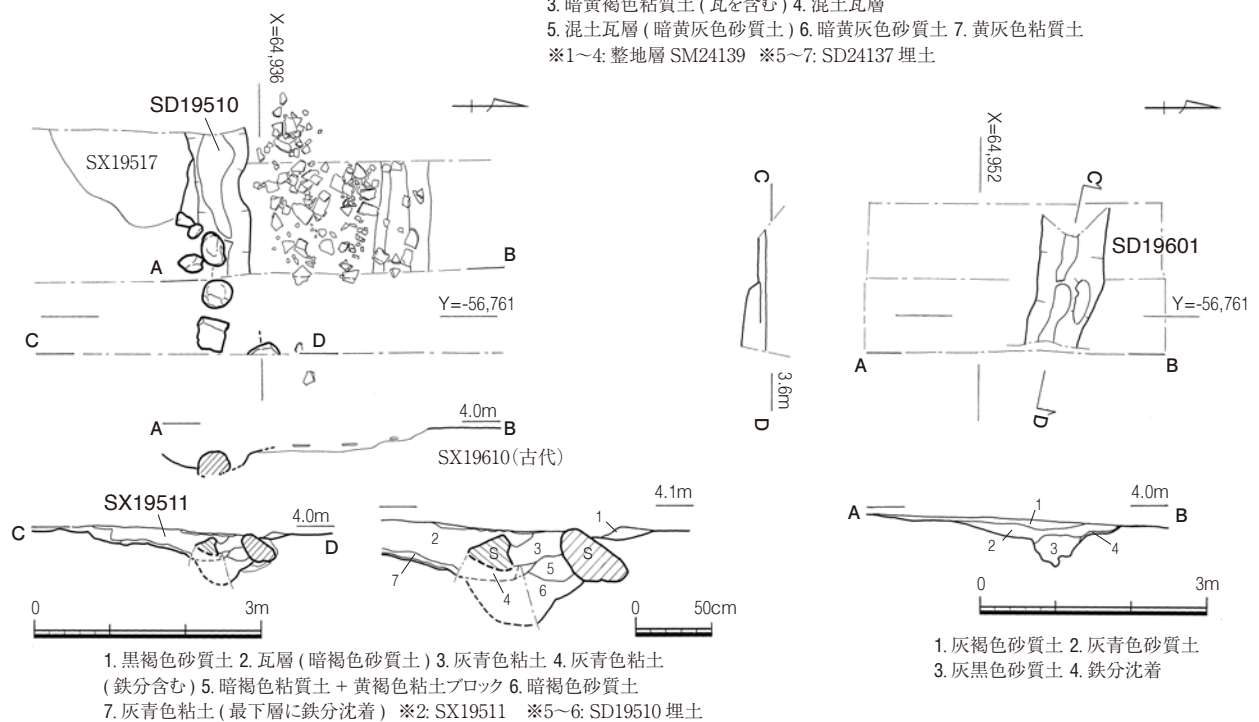 3. 暗黄褐色粘質土 ( 瓦を含む ) 4. 混土瓦層
5. 混土瓦層 ( 暗黄灰色砂質土 ) 6. 暗黄灰色砂質土 7. 黄灰色粘質土
※1～4: 整地層 SM24139 ※5～7: SD24137 埋土
X=64,936
SD19510
SX19517
A
B
Y=-56,761
C
D
A
4.0m
B
SX19610（古代）
SX19511
C
4.0m
D
4.1m
1
2
S
3
S
5
6
7
4
0
3m
0
50cm
1. 黒褐色砂質土 2. 瓦層 ( 暗褐色砂質土 ) 3. 灰青色粘土 4. 灰青色粘土
( 鉄分含む ) 5. 暗褐色粘質土 + 黄褐色粘土ブロック 6. 暗褐色砂質土
7. 灰青色粘土 ( 最下層に鉄分沈着 ) ※2: SX19511 ※5～6: SD19510 埋土
X=64,952
C
C
SD19601
Y=-56,761
A
B
3.6m
D
D
A
4.0m
B
1
2
3
4
0
3m
1. 灰褐色砂質土 2. 灰青色砂質土
3. 灰黒色砂質土 4. 鉄分沈着